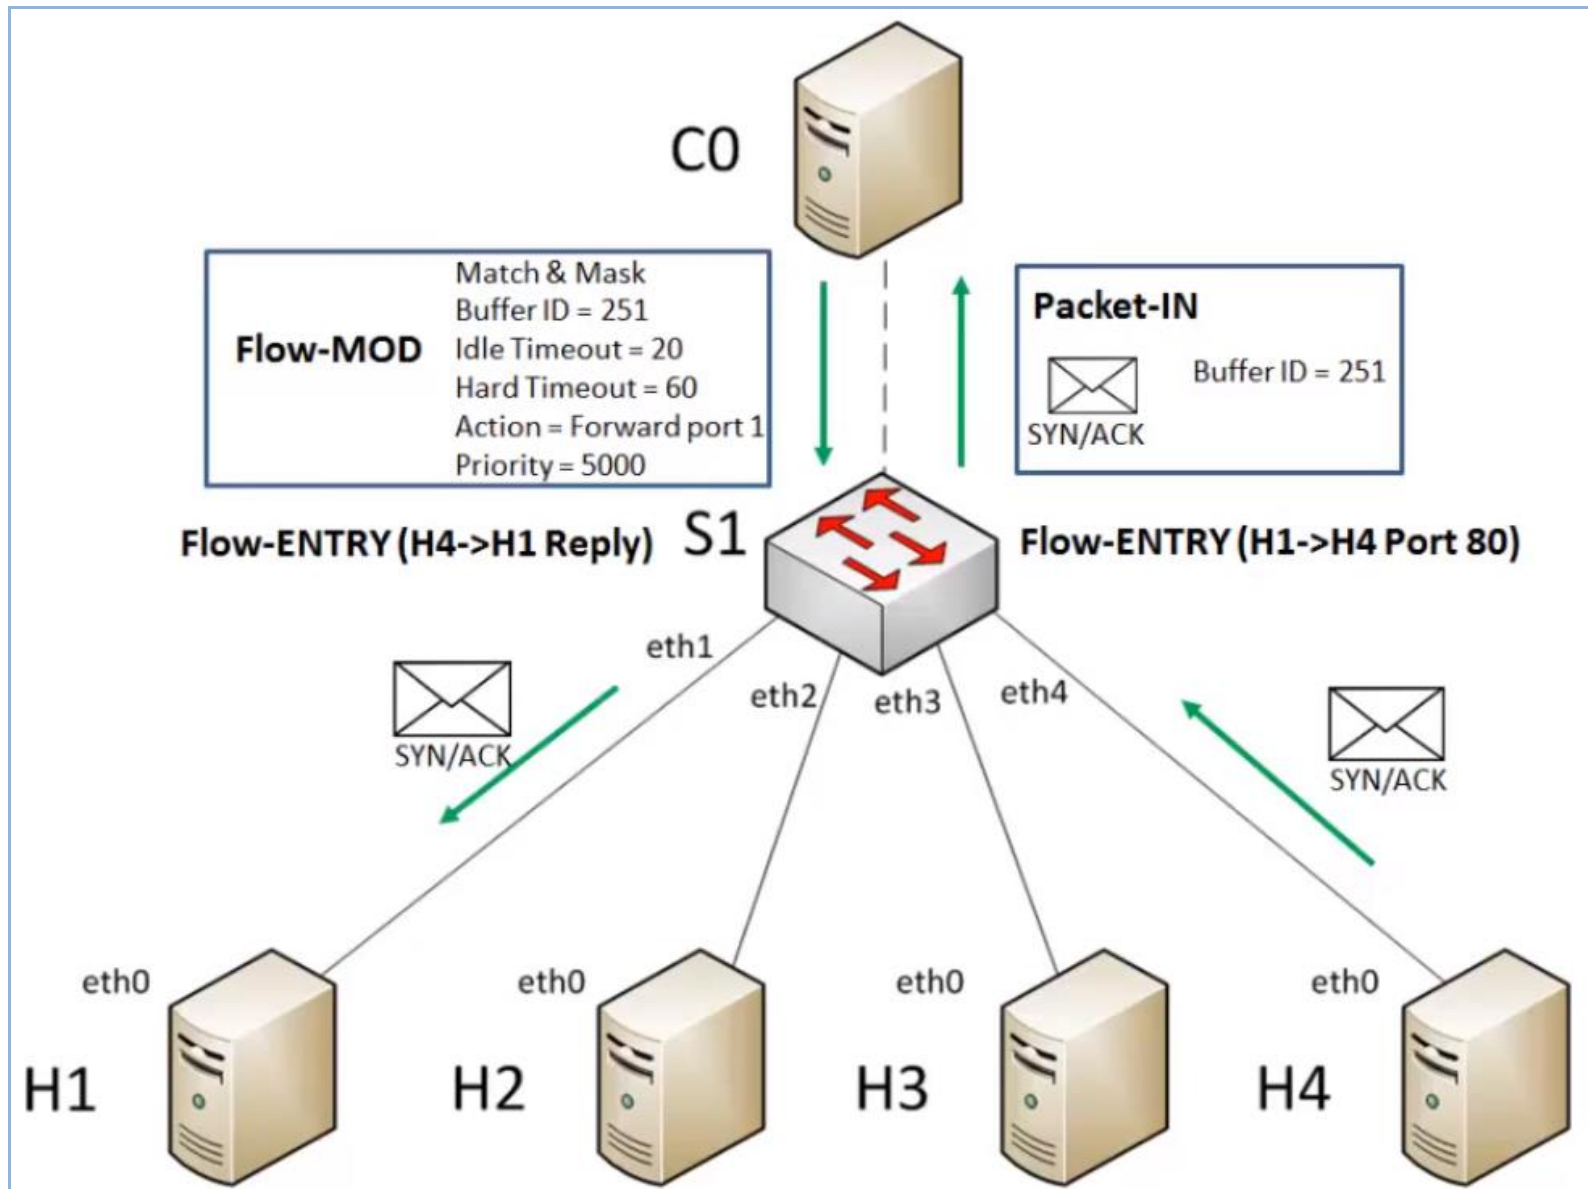 C0
Match & Mask
Buffer ID = 251
Flow-MOD
Idle Timeout = 20
Hard Timeout = 60
Action = Forward port 1
Priority = 5000
Packet-IN
Buffer ID = 251
SYN/ACK
Flow-ENTRY (H4->H1 Reply)
S1
Flow-ENTRY (H1->H4 Port 80)
eth1
eth2
eth3
eth4
SYN/ACK
SYN/ACK
eth0
eth0
eth0
eth0
H1
H2
H3
H4